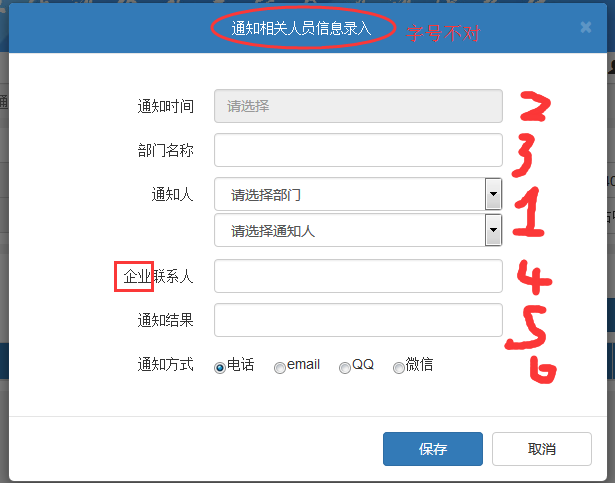 通知相关人员信息录入 字号不对 ×
通知时间 请选择 2
部门名称 3
通知人 请选择部门 1
请选择通知人
企业联系人 4
通知结果 5
通知方式 电话 email QQ 微信 6
保存 取消